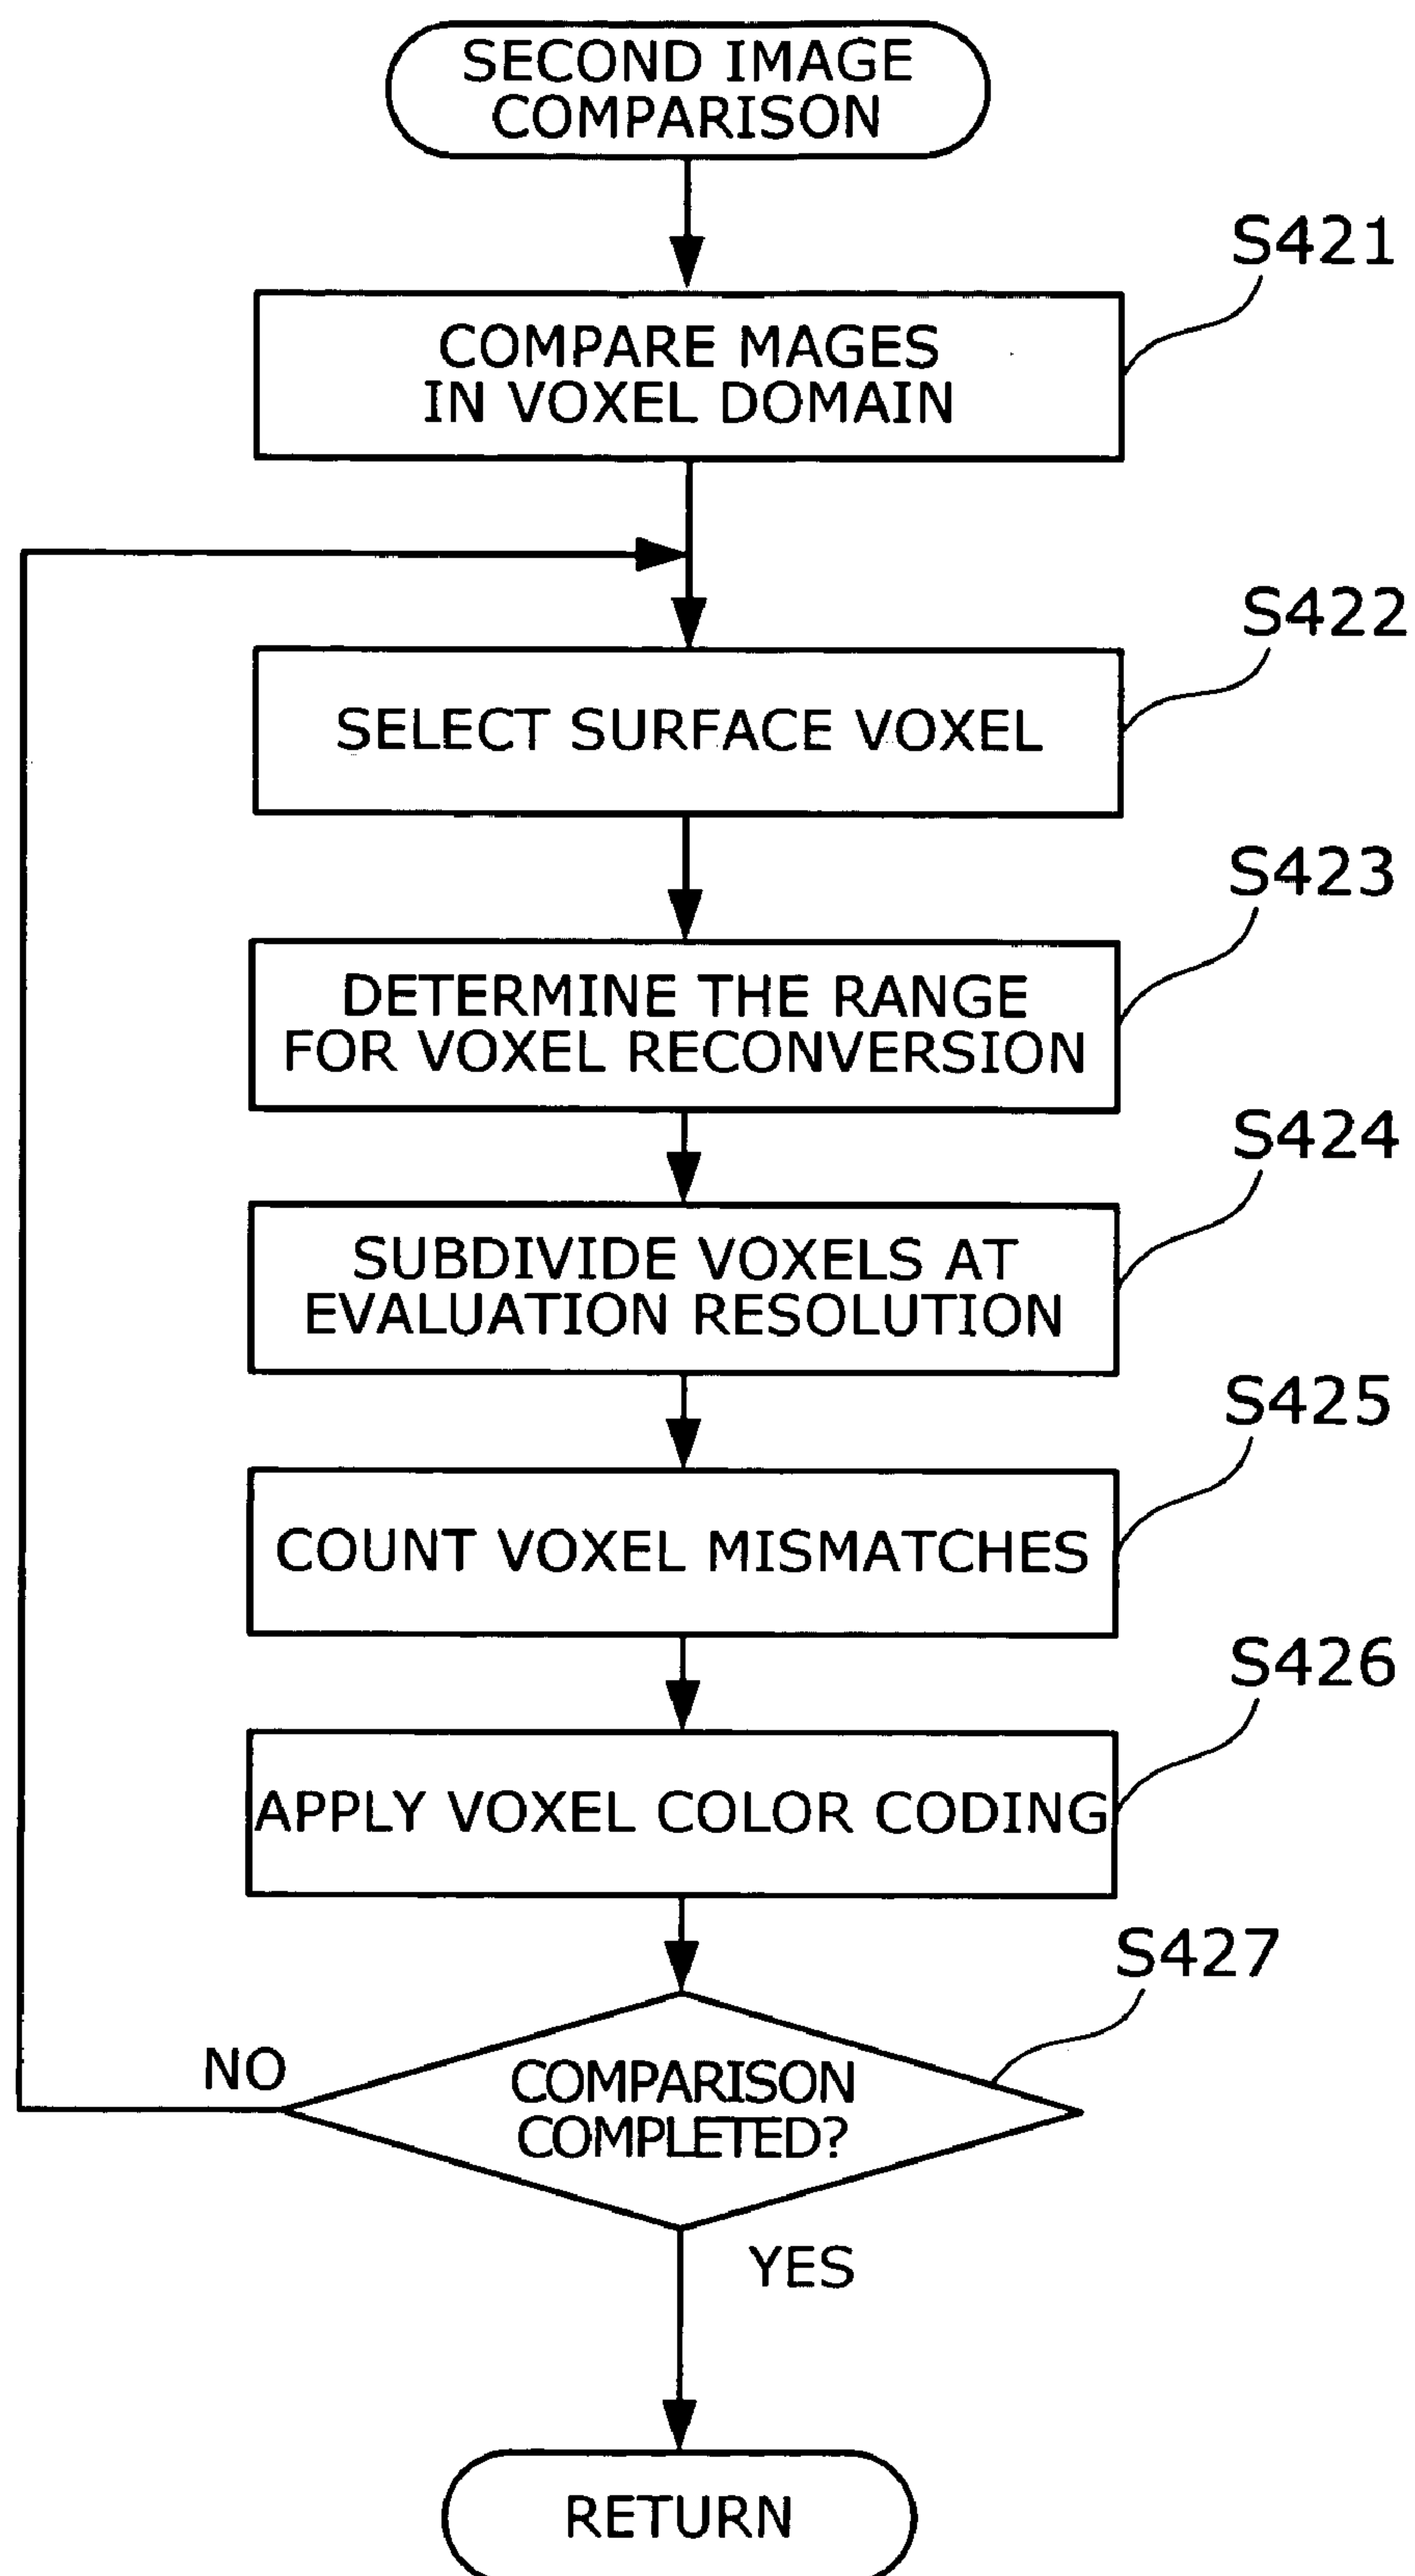 SECOND IMAGE
COMPARISON
S421
COMPARE MAGES
IN VOXEL DOMAIN
S422
SELECT SURFACE VOXEL
S423
DETERMINE THE RANGE
FOR VOXEL RECONVERSION
S424
SUBDIVIDE VOXELS AT
EVALUATION RESOLUTION
S425
COUNT VOXEL MISMATCHES
S426
APPLY VOXEL COLOR CODING
S427
NO
COMPARISON
COMPLETED?
YES
RETURN